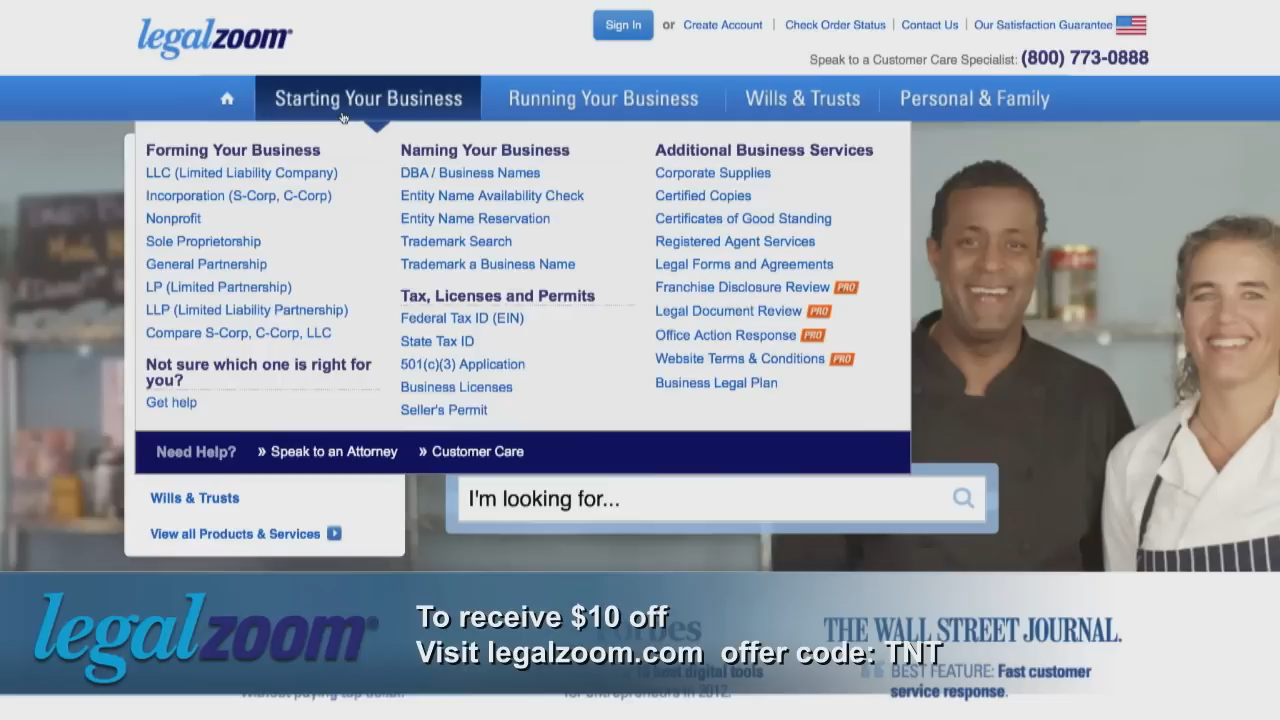 legalzoom
Sign In or Create Account | Check Order Status | Contact Us | Our Satisfaction Guarantee
Speak to a Customer Care Specialist: (800) 773-0888
Starting Your Business
Running Your Business
Wills & Trusts
Personal & Family
Forming Your Business
LLC (Limited Liability Company)
Incorporation (S-Corp, C-Corp)
Nonprofit
Sole Proprietorship
General Partnership
LP (Limited Partnership)
LLP (Limited Liability Partnership)
Compare S-Corp, C-Corp, LLC
Not sure which one is right for
you?
Get help
Naming Your Business
DBA / Business Names
Entity Name Availability Check
Entity Name Reservation
Trademark Search
Trademark a Business Name
Tax, Licenses and Permits
Federal Tax ID (EIN)
State Tax ID
501(c)(3) Application
Business Licenses
Seller's Permit
Additional Business Services
Corporate Supplies
Certified Copies
Certificates of Good Standing
Registered Agent Services
Legal Forms and Agreements
Franchise Disclosure Review PRO
Legal Document Review PRO
Office Action Response PRO
Website Terms & Conditions PRO
Business Legal Plan
Need Help? » Speak to an Attorney » Customer Care
Wills & Trusts
View all Products & Services
I'm looking for...
legalzoom
To receive $10 off
Visit legalzoom.com offer code: TNT
Forbes
digital tools
for entrepreneurs in 2012.
THE WALL STREET JOURNAL.
BEST FEATURE: Fast customer
service response.